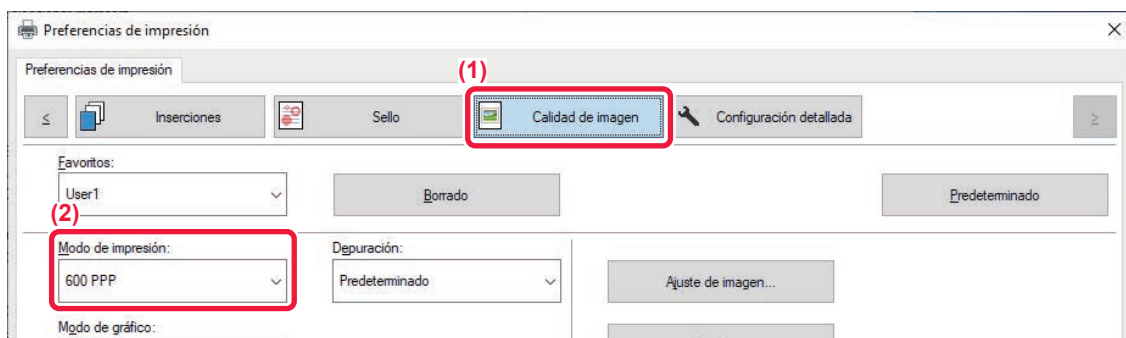 Preferencias de impresión
Preferencias de impresión
(1)
< Inserciones Sello Calidad de imagen Configuración detallada >
Favoritos:
User1 Borrado Predeterminado
(2)
Modo de impresión: Depuración:
600 PPP Predeterminado Ajuste de imagen...
Modo de gráfico: